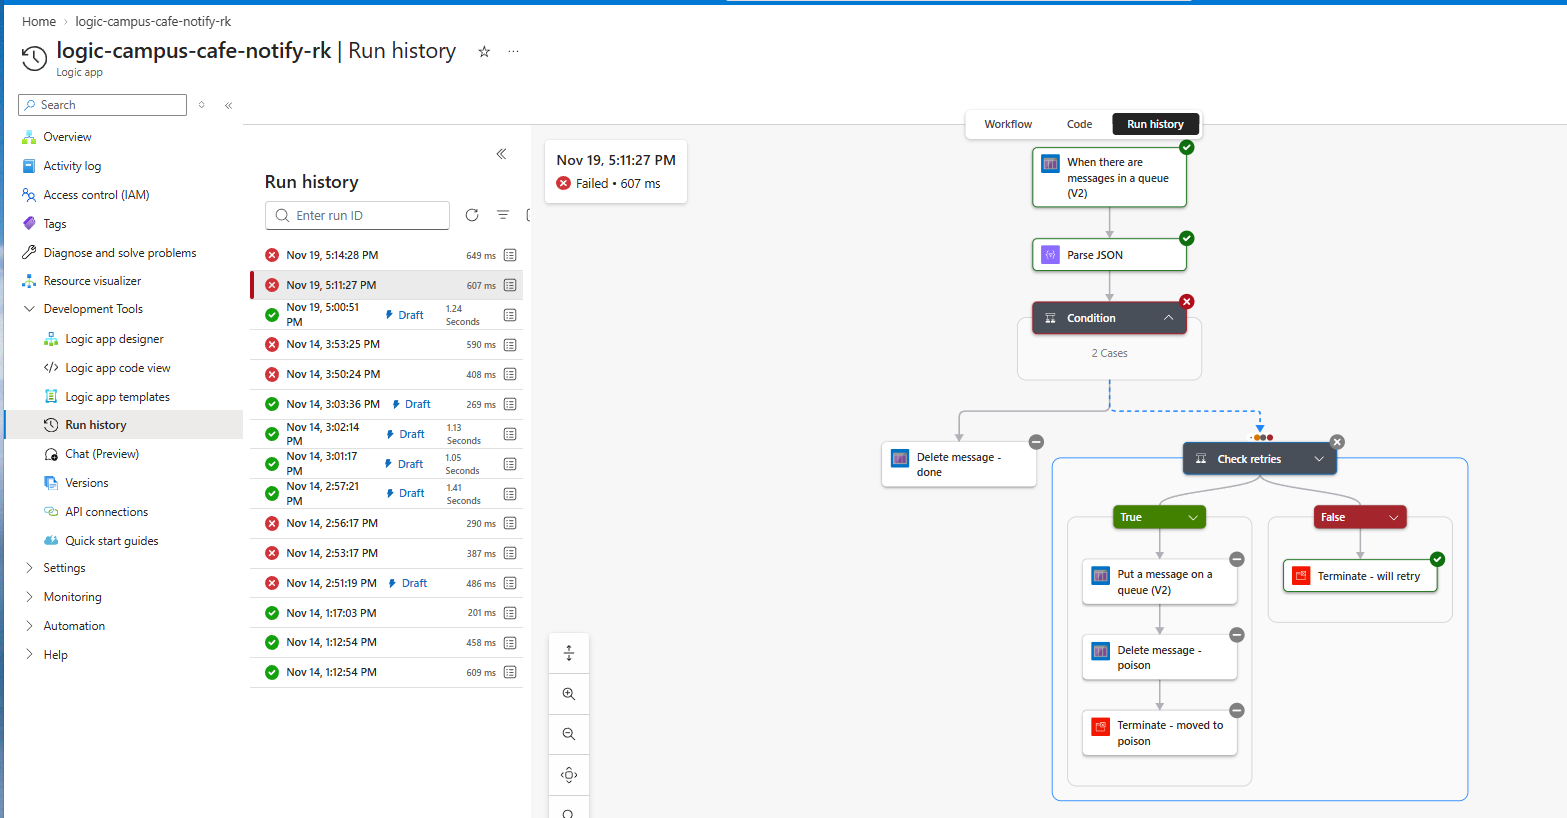 Home › logic-campus-cafe-notify-rk
logic-campus-cafe-notify-rk | Run history
Logic app
Search
Overview
Activity log
Access control (IAM)
Tags
Diagnose and solve problems
Resource visualizer
Development Tools
Logic app designer
Logic app code view
Logic app templates
Run history
Chat (Preview)
Versions
API connections
Quick start guides
Settings
Monitoring
Automation
Help
Run history
Enter run ID
Nov 19, 5:14:28 PM 649 ms
Nov 19, 5:11:27 PM 607 ms
Nov 19, 5:00:51 Draft 1.24
PM Seconds
Nov 14, 3:53:25 PM 590 ms
Nov 14, 3:50:24 PM 408 ms
Nov 14, 3:03:36 PM Draft 269 ms
Nov 14, 3:02:14 Draft 1.13
PM Seconds
Nov 14, 3:01:17 Draft 1.05
PM Seconds
Nov 14, 2:57:21 Draft 1.41
PM Seconds
Nov 14, 2:56:17 PM 290 ms
Nov 14, 2:53:17 PM 387 ms
Nov 14, 2:51:19 PM Draft 486 ms
Nov 14, 1:17:03 PM 201 ms
Nov 14, 1:12:54 PM 458 ms
Nov 14, 1:12:54 PM 609 ms
Workflow Code Run history
Nov 19, 5:11:27 PM
Failed • 607 ms
When there are
messages in a queue
(V2)
Parse JSON
Condition
2 Cases
Delete message -
done
Check retries
True
Put a message on a
queue (V2)
Delete message -
poison
Terminate - moved to
poison
False
Terminate - will retry